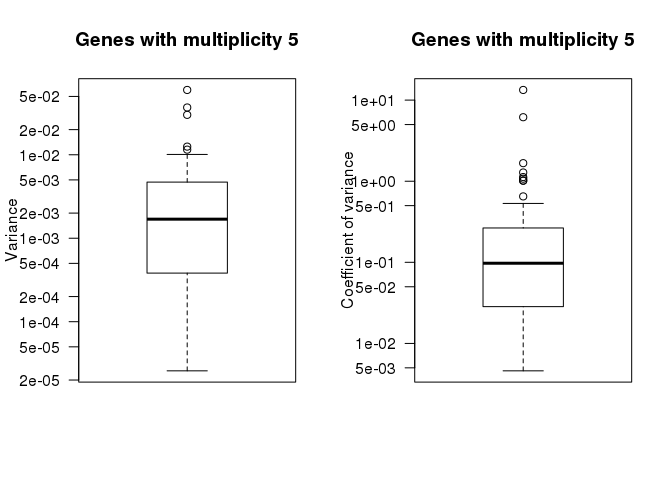 Genes with multiplicity 5
Variance
5e-02
2e-02
1e-02
5e-03
2e-03
1e-03
5e-04
2e-04
1e-04
5e-05
2e-05
Genes with multiplicity 5
Coefficient of variance
1e+01
5e+00
1e+00
5e-01
1e-01
5e-02
1e-02
5e-03